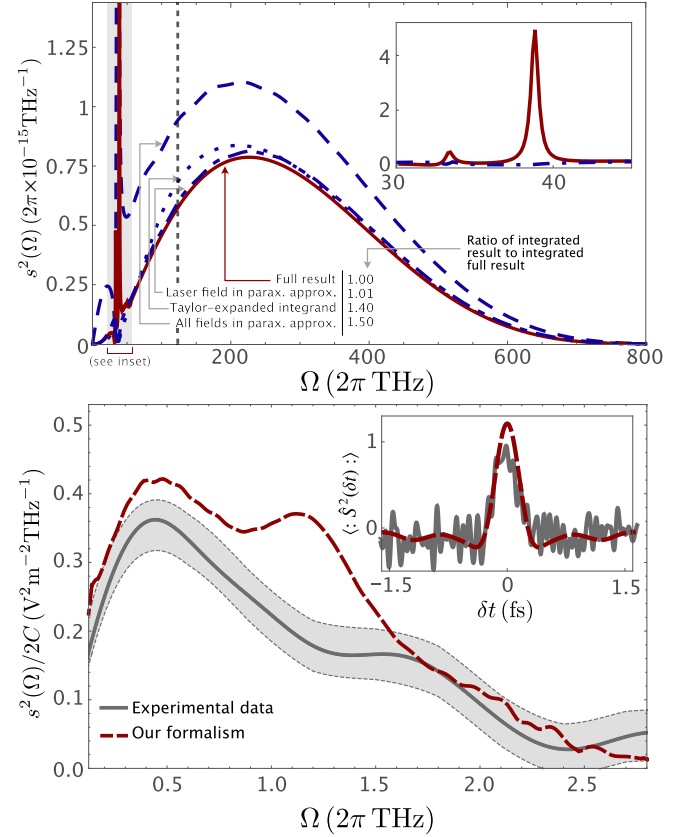 1.25
1
0.75
0.5
0.25
0
s²(Ω) (2π×10⁻¹⁵THz⁻¹)
4
2
0
30
40
Ratio of integrated
result to integrated
full result
Full result 1.00
Laser field in parax. approx. 1.01
Taylor-expanded integrand 1.40
All fields in parax. approx. 1.50
200
400
600
800
(see inset)
Ω (2π THz)
0.5
0.4
0.3
0.2
0.1
0.0
s²(Ω)/2C (V²m⁻²THz⁻¹)
1
0
⟨: Ŝ²(δt) :⟩
−1.5
0
1.5
δt (fs)
Experimental data
Our formalism
0.5
1.0
1.5
2.0
2.5
Ω (2π THz)